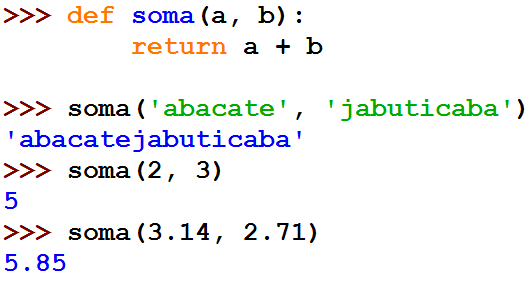 >>> def soma(a, b):
        return a + b

>>> soma('abacate', 'jabuticaba')
'abacatejabuticaba'
>>> soma(2, 3)
5
>>> soma(3.14, 2.71)
5.85